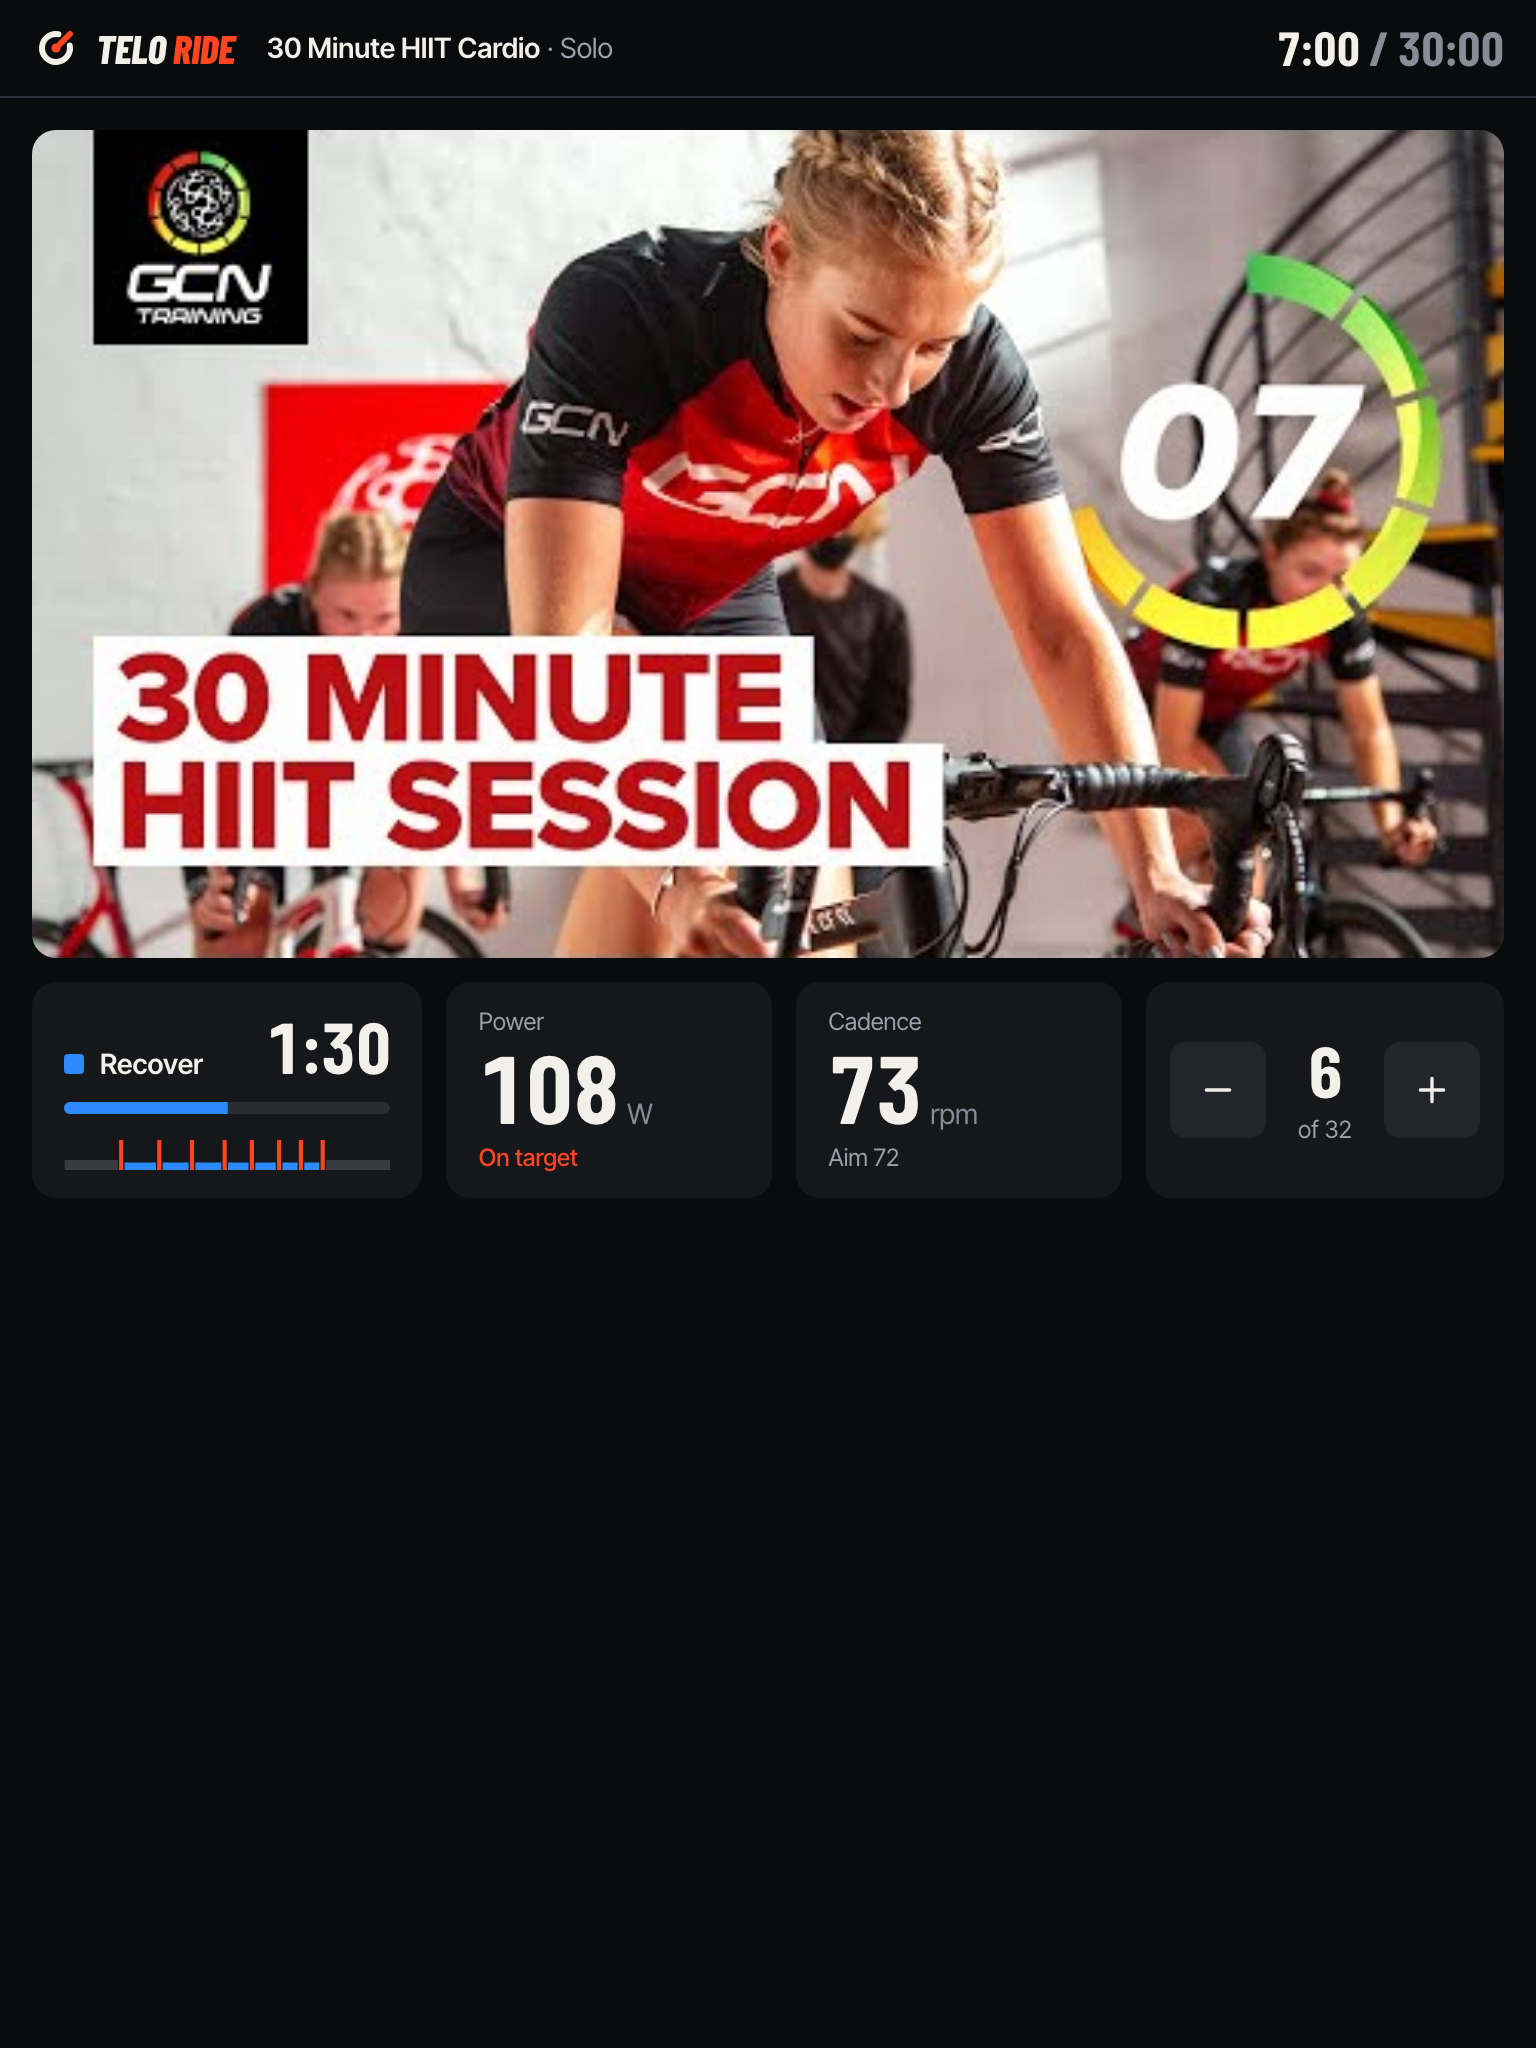 TELO RIDE 30 Minute HIIT Cardio · Solo 7:00 / 30:00
GCN
TRAINING
GCN
GCN
07
30 MINUTE
HIIT SESSION
Recover 1:30
Power
108 W
On target
Cadence
73 rpm
Aim 72
− 6 +
of 32